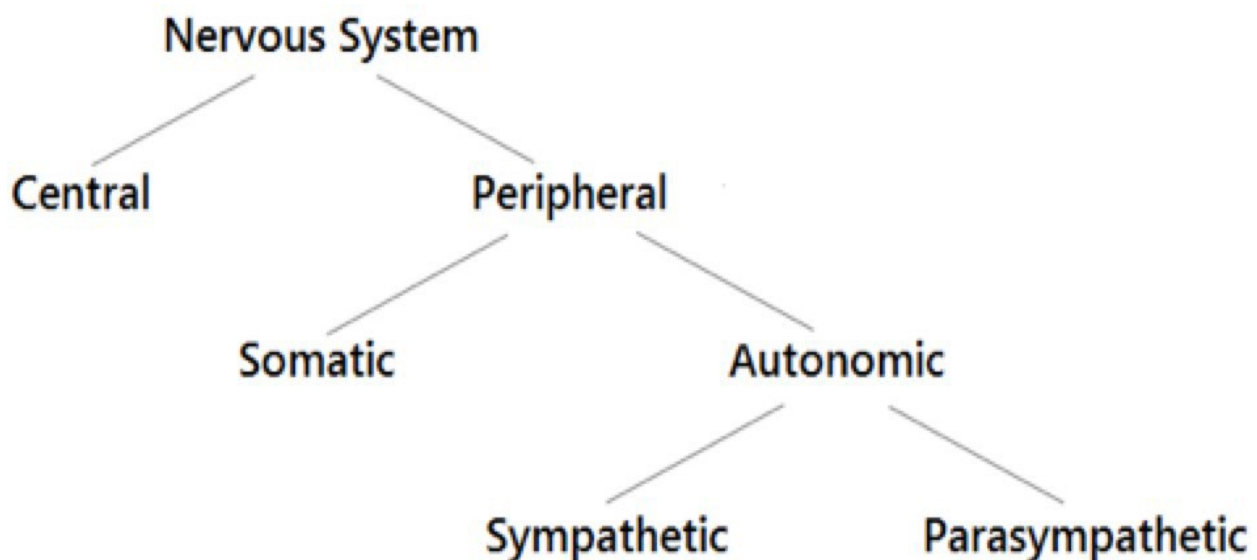 Nervous System
Central
Peripheral
Somatic
Autonomic
Sympathetic
Parasympathetic